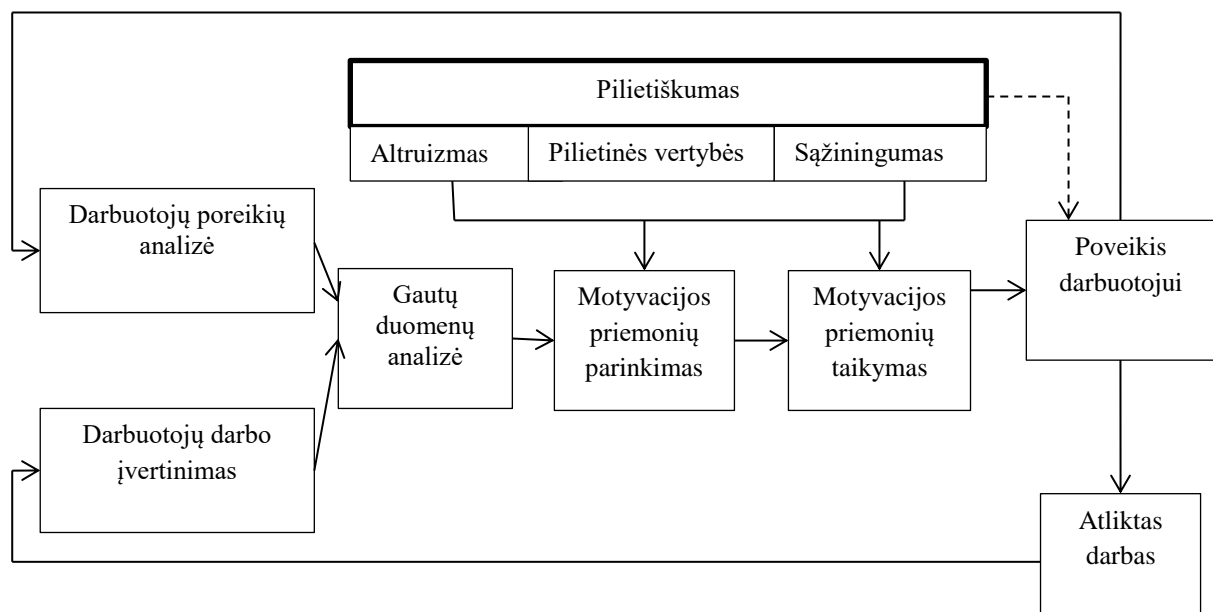 Pilietiškumas
Altruizmas
Pilietinės vertybės
Sąžiningumas
Darbuotojų poreikių
analizė
Gautų
duomenų
analizė
Motyvacijos
priemonių
parinkimas
Motyvacijos
priemonių
taikymas
Poveikis
darbuotojui
Darbuotojų darbo
įvertinimas
Atliktas
darbas